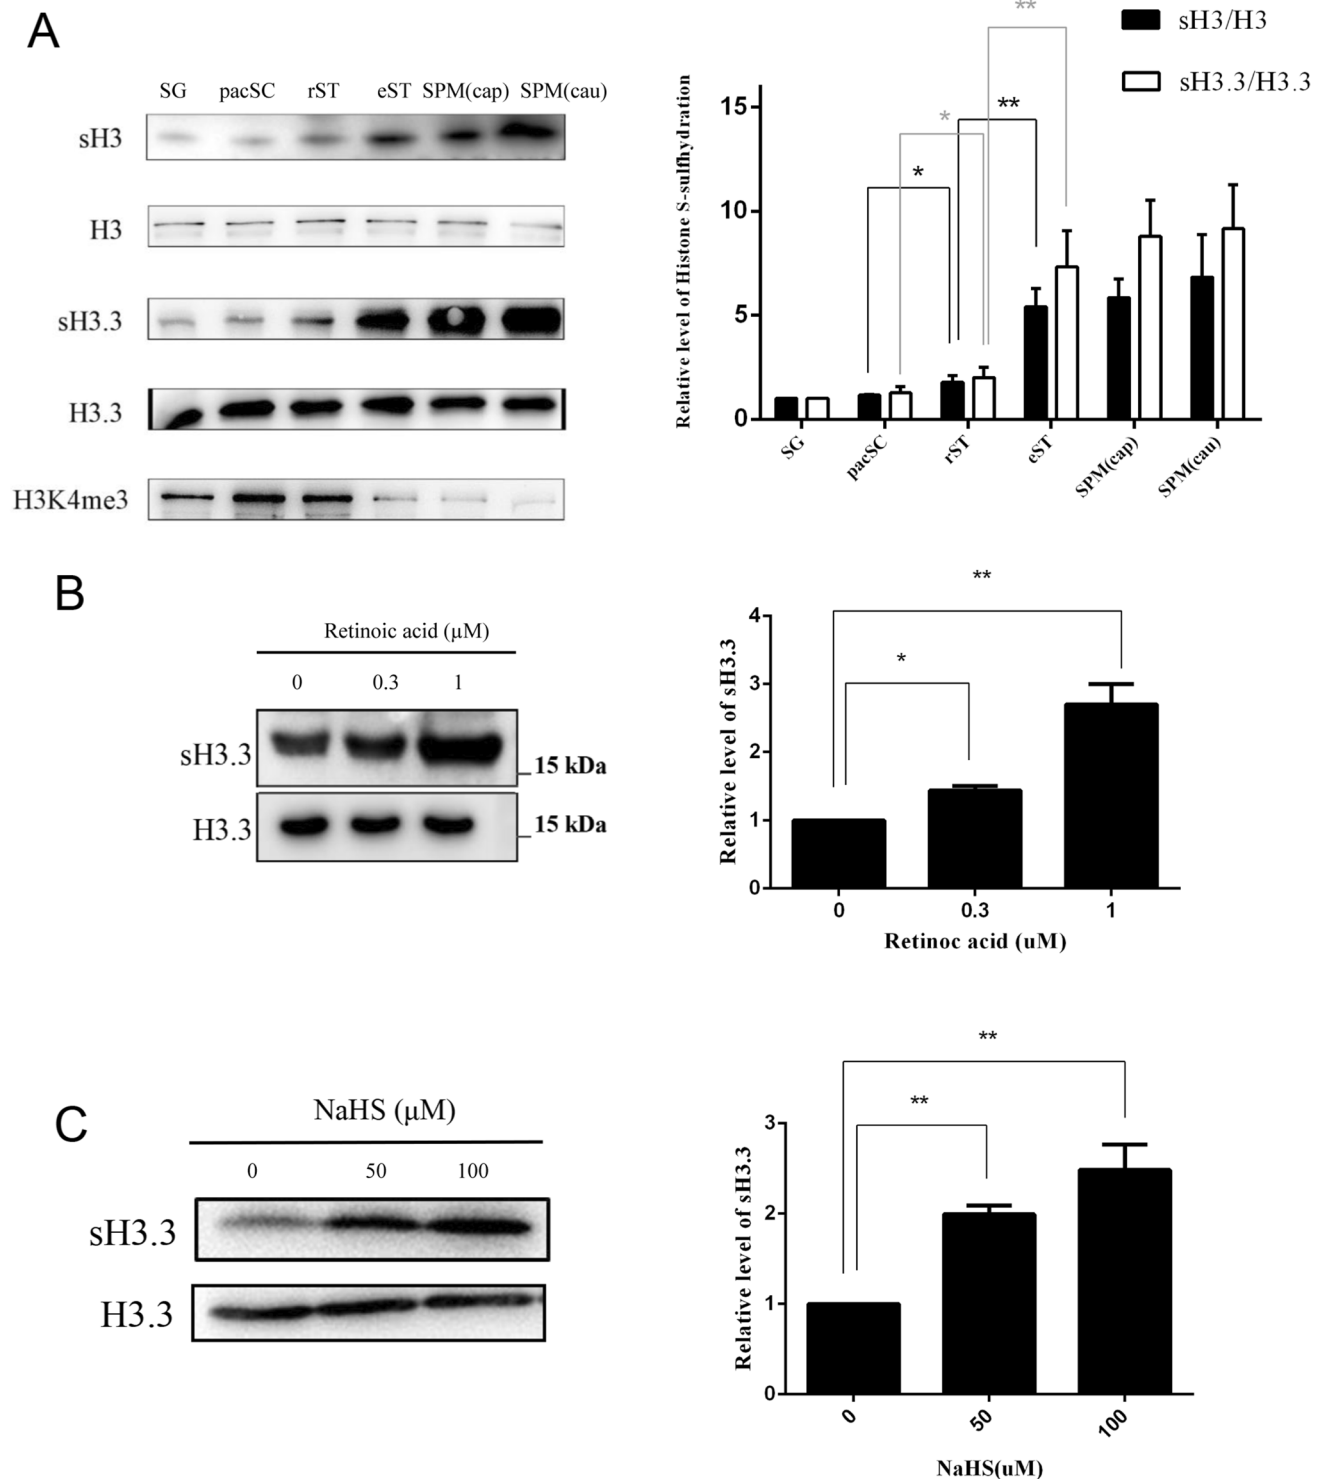 A
SG pacSC rST eST SPM(cap) SPM(cau)
sH3
H3
sH3.3
H3.3
H3K4me3
**
sH3/H3
sH3.3/H3.3
*
**
*
Relative level of Histone S-sulfhydration
15
10
5
0
SG
pacSC
rST
eST
SPM(cap)
SPM(cau)
B
Retinoic acid (μM)
0 0.3 1
sH3.3
15 kDa
H3.3
15 kDa
**
*
Relative level of sH3.3
4
3
2
1
0
0 0.3 1
Retinoc acid (uM)
C
NaHS (μM)
0 50 100
sH3.3
H3.3
**
**
Relative level of sH3.3
3
2
1
0
0
50
100
NaHS(uM)